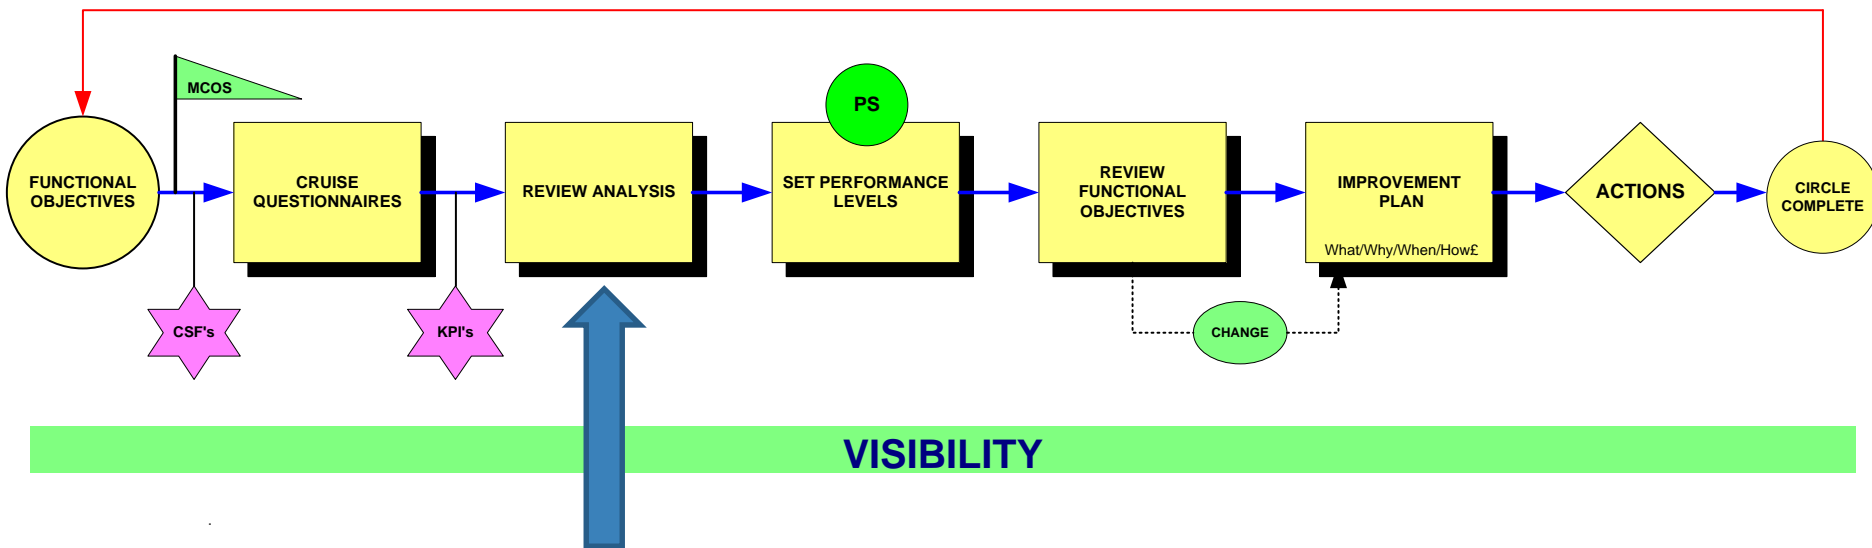 MCOS
PS
FUNCTIONAL
OBJECTIVES
CRUISE
QUESTIONNAIRES
REVIEW ANALYSIS
SET PERFORMANCE
LEVELS
REVIEW
FUNCTIONAL
OBJECTIVES
IMPROVEMENT
PLAN
What/Why/When/How£
ACTIONS
CIRCLE
COMPLETE
CSF's
KPI's
CHANGE
VISIBILITY